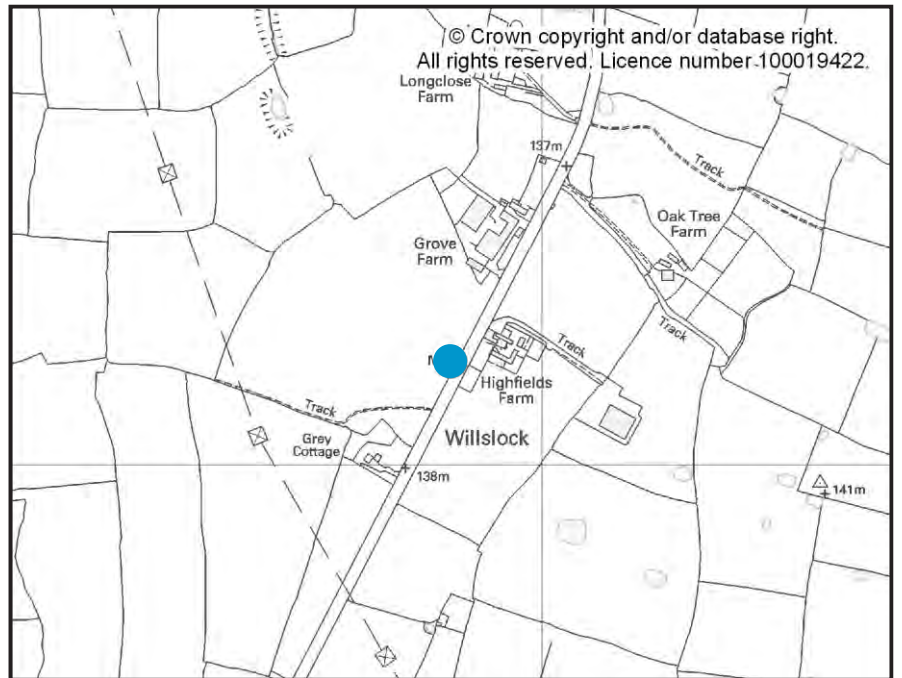 © Crown copyright and/or database right.
All rights reserved. Licence number 100019422.
Longclose
Farm
137m
Track
Oak Tree
Farm
Grove
Farm
Track
Track
Highfields
Farm
Track
Grey
Cottage
Willslock
138m
141m